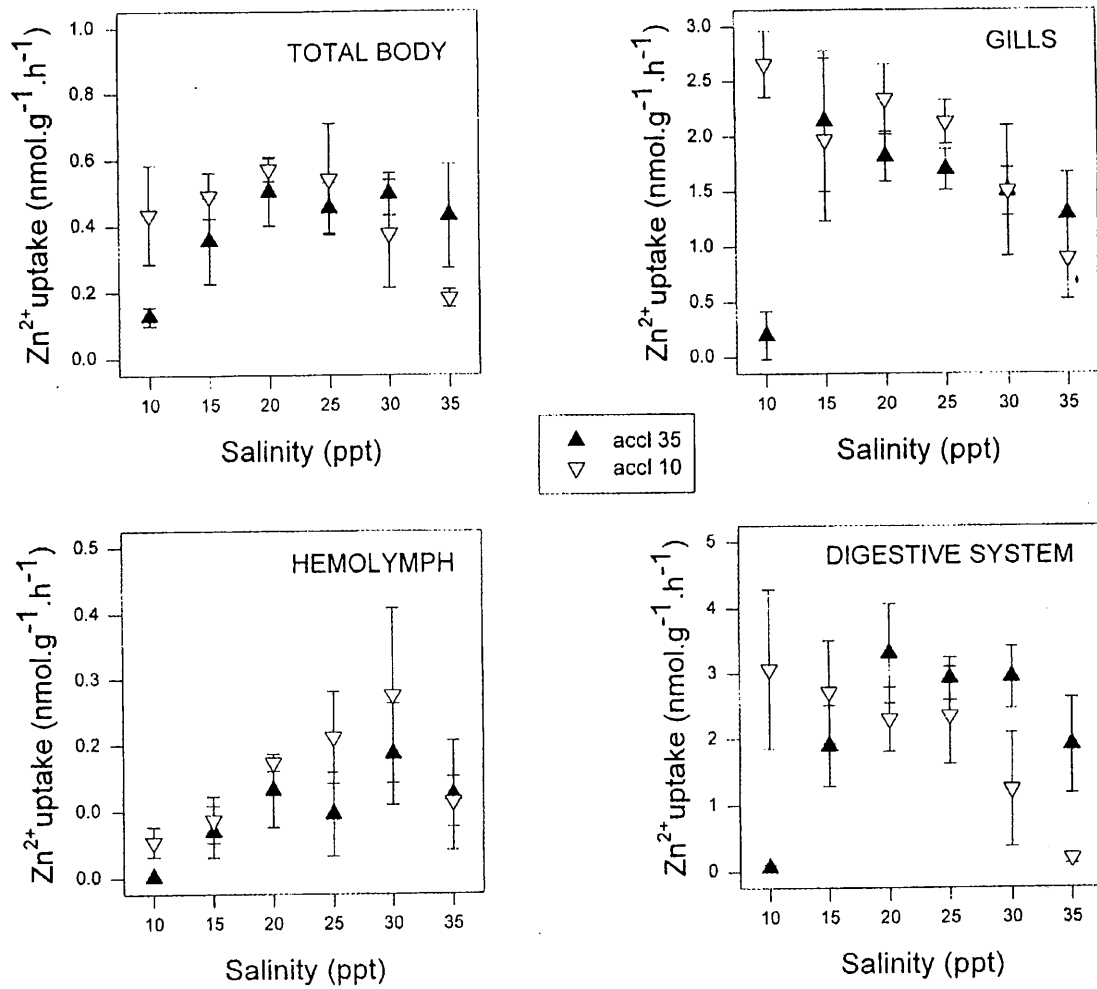 TOTAL BODY
Zn2+ uptake (nmol.g-1.h-1)
1.0
0.8
0.6
0.4
0.2
0.0
10 15 20 25 30 35
Salinity (ppt)
GILLS
Zn2+ uptake (nmol.g-1.h-1)
3.0
2.5
2.0
1.5
1.0
0.5
0.0
10 15 20 25 30 35
Salinity (ppt)
▲ accl 35
▽ accl 10
HEMOLYMPH
Zn2+ uptake (nmol.g-1.h-1)
0.5
0.4
0.2
0.0
0.0
10 15 20 25 30 35
Salinity (ppt)
DIGESTIVE SYSTEM
Zn2+ uptake (nmol.g-1.h-1)
5
4
3
2
1
0
10 15 20 25 30 35
Salinity (ppt)